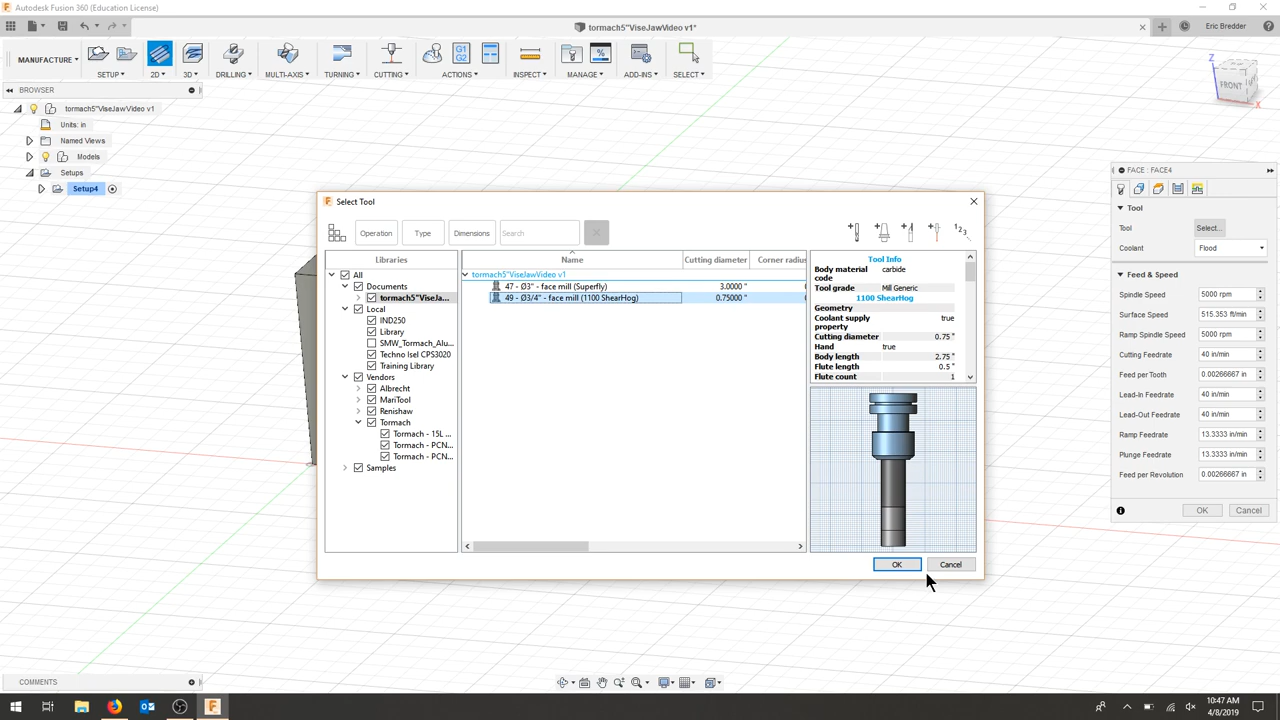 Autodesk Fusion 360 (Education License)
tormach5"ViseJawVideo v1*
Eric Bredder
MANUFACTURE
SETUP
2D
3D
DRILLING
MULTI-AXIS
TURNING
CUTTING
G1
G2
ACTIONS
INSPECT
MANAGE
ADD-INS
SELECT
BROWSER
tormach5"ViseJawVideo v1
Units: in
Named Views
Models
Setups
Setup4
Z
FRONT
X
Select Tool
Operation
Type
Dimensions
Search
Libraries
All
Documents
tormach5"ViseJa...
Local
IND250
Library
SMW_Tormach_Alu...
Techno Isel CPS3020
Training Library
Vendors
Albrecht
MariTool
Renishaw
Tormach
Tormach - 15L ...
Tormach - PCN...
Tormach - PCN...
Samples
Name
Cutting diameter
Corner radius
tormach5"ViseJawVideo v1
47 - Ø3" - face mill (Superfly)
3.0000 "
49 - Ø3/4" - face mill (1100 ShearHog)
0.75000 "
Tool Info
Body material code
carbide
Tool grade
Mill Generic
1100 ShearHog
Geometry
Coolant supply property
true
Cutting diameter
0.75 "
Hand
true
Body length
2.75 "
Flute length
0.5 "
Flute count
1
OK
Cancel
FACE : FACE4
Tool
Tool
Select...
Coolant
Flood
Feed & Speed
Spindle Speed
5000 rpm
Surface Speed
515.353 ft/min
Ramp Spindle Speed
5000 rpm
Cutting Feedrate
40 in/min
Feed per Tooth
0.00266667 in
Lead-In Feedrate
40 in/min
Lead-Out Feedrate
40 in/min
Ramp Feedrate
13.3333 in/min
Plunge Feedrate
13.3333 in/min
Feed per Revolution
0.00266667 in
OK
Cancel
COMMENTS
10:47 AM
4/8/2019